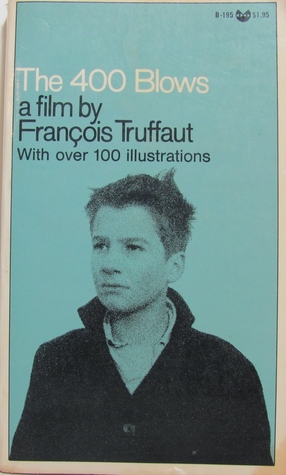 B-195 $1.95
The 400 Blows
a film by
François Truffaut
With over 100 illustrations